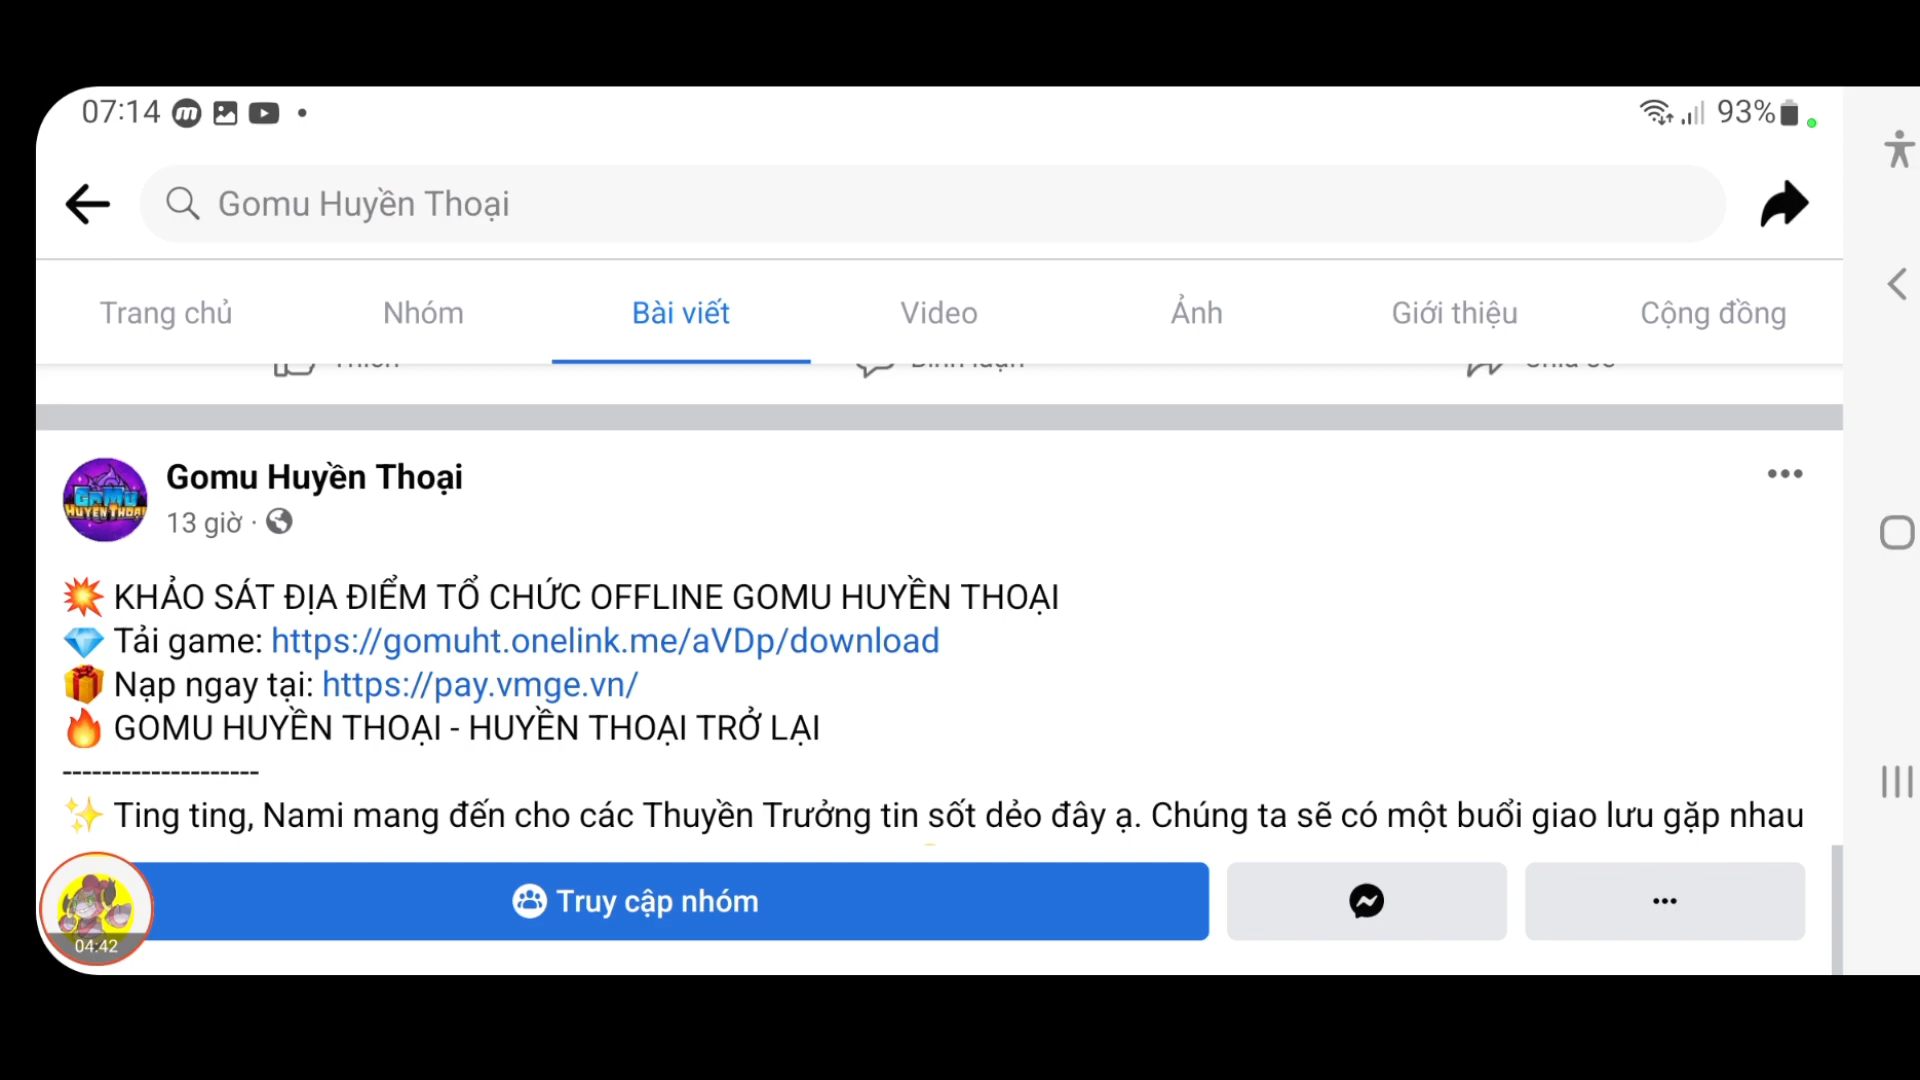 07:14
93%
Gomu Huyền Thoại
Trang chủ Nhóm Bài viết Video Ảnh Giới thiệu Cộng đồng
Gomu Huyền Thoại
13 giờ ·
💥 KHẢO SÁT ĐỊA ĐIỂM TỔ CHỨC OFFLINE GOMU HUYỀN THOẠI
💎 Tải game: https://gomuht.onelink.me/aVDp/download
🎁 Nạp ngay tại: https://pay.vmge.vn/
🔥 GOMU HUYỀN THOẠI - HUYỀN THOẠI TRỞ LẠI
--------------------
✨ Ting ting, Nami mang đến cho các Thuyền Trưởng tin sốt dẻo đây ạ. Chúng ta sẽ có một buổi giao lưu gặp nhau
Truy cập nhóm
04:42